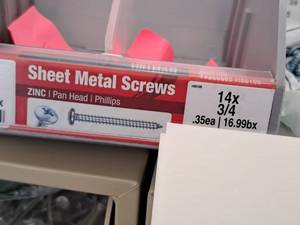 Sheet Metal Screws
ZINC | Pan Head | Phillips
14x
3/4
.35ea | 16.99bx